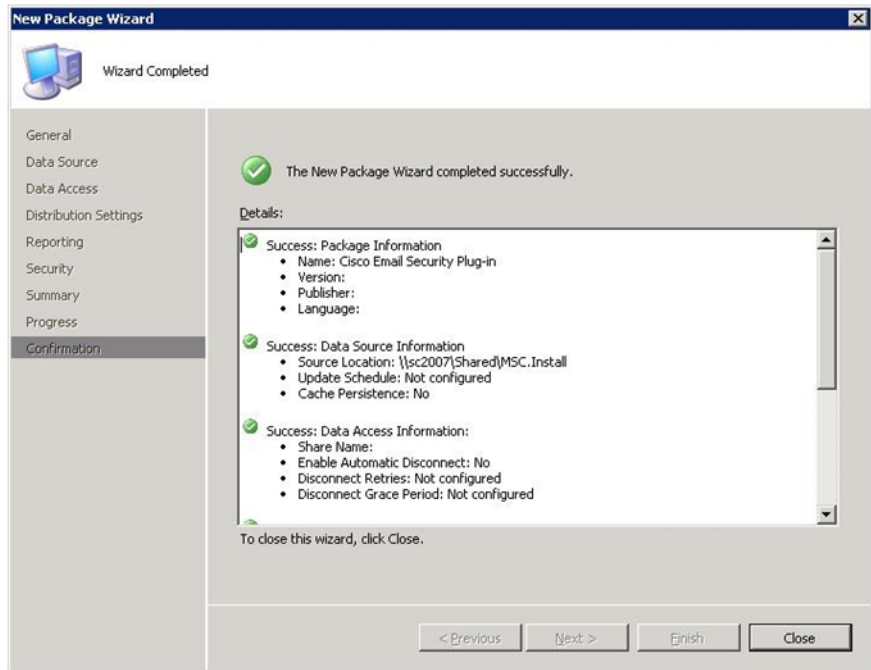 New Package Wizard
Wizard Completed
General
Data Source
Data Access
Distribution Settings
Reporting
Security
Summary
Progress
Confirmation
The New Package Wizard completed successfully.
Details:
Success: Package Information
• Name: Cisco Email Security Plug-in
• Version:
• Publisher:
• Language:
Success: Data Source Information
• Source Location: \\sc2007\Shared\MSC.Install
• Update Schedule: Not configured
• Cache Persistence: No
Success: Data Access Information:
• Share Name:
• Enable Automatic Disconnect: No
• Disconnect Retries: Not configured
• Disconnect Grace Period: Not configured
To close this wizard, click Close.
< Previous
Next >
Finish
Close